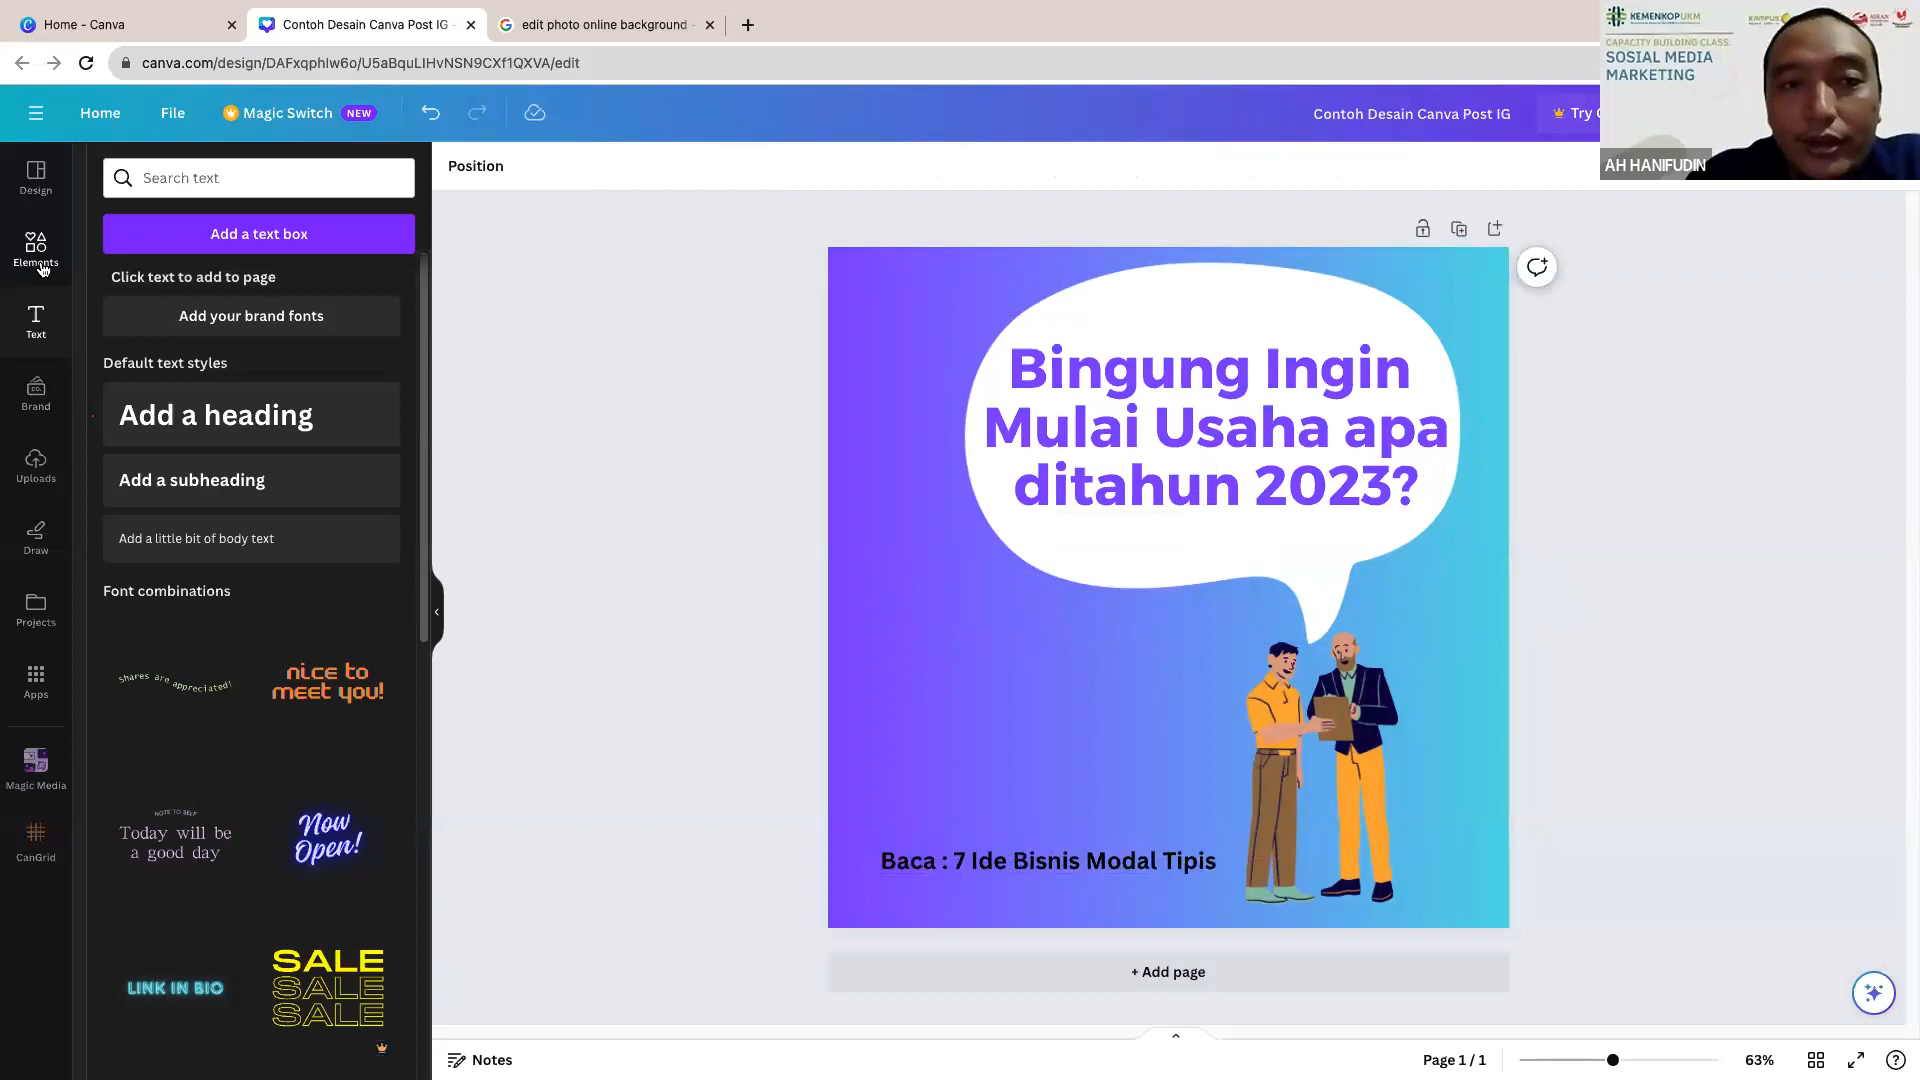 Home - Canva
Contoh Desain Canva Post IG -
edit photo online background -
canva.com/design/DAFxqphIw6o/U5aBquLIHvNSN9CXf1QXVA/edit
Home
File
Magic Switch
NEW
Contoh Desain Canva Post IG
Try
KEMENKOPUKM
CAPACITY BUILDING CLASS:
SOSIAL MEDIA
MARKETING
AH HANIFUDIN
Design
Elements
Text
Brand
Uploads
Draw
Projects
Apps
Magic Media
CanGrid
Search text
Add a text box
Click text to add to page
Add your brand fonts
Default text styles
Add a heading
Add a subheading
Add a little bit of body text
Font combinations
shares are appreciated!
nice to
meet you!
NOTE TO SELF
Today will be
a good day
Now
Open!
LINK IN BIO
SALE
SALE
SALE
Position
Bingung Ingin
Mulai Usaha apa
ditahun 2023?
Baca : 7 Ide Bisnis Modal Tipis
+ Add page
Notes
Page 1 / 1
63%